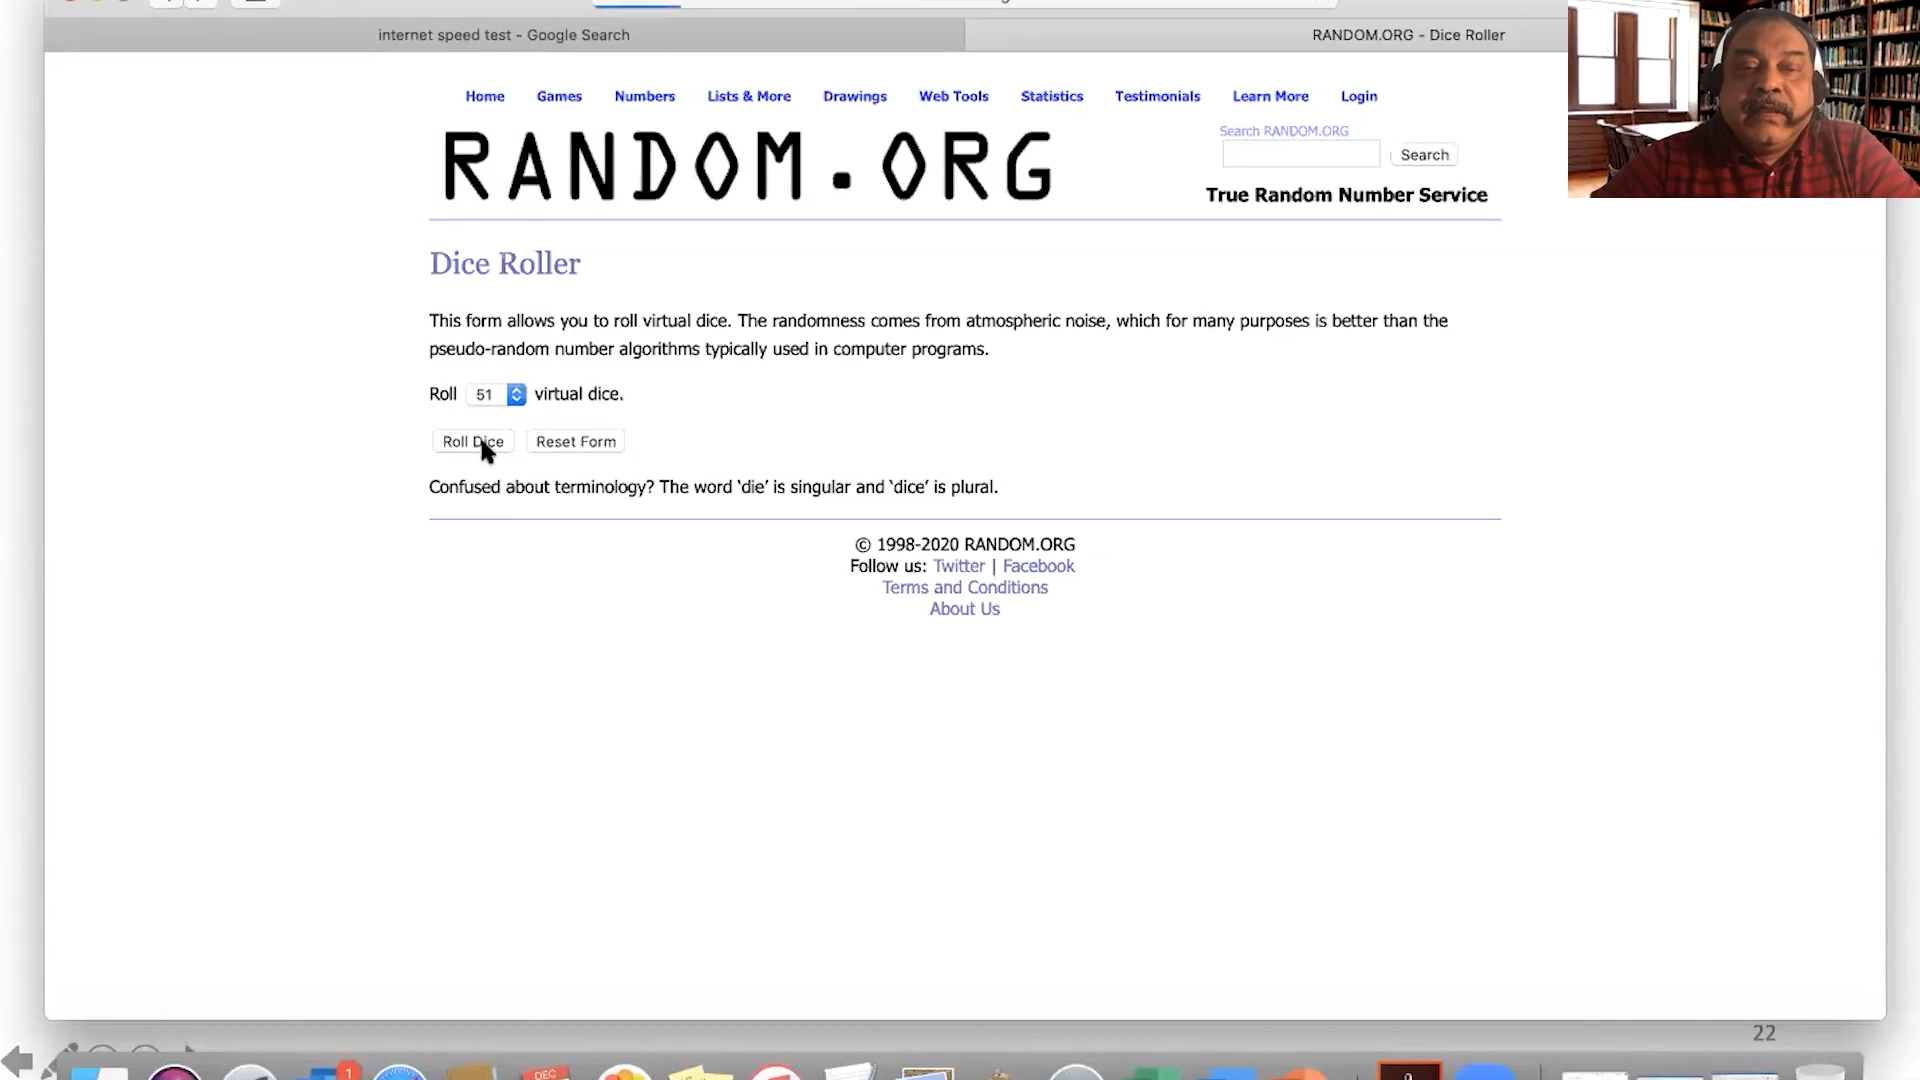 internet speed test - Google Search
RANDOM.ORG - Dice Roller
Home Games Numbers Lists & More Drawings Web Tools Statistics Testimonials Learn More Login
RANDOM.ORG
Search RANDOM.ORG
Search
True Random Number Service
Dice Roller
This form allows you to roll virtual dice. The randomness comes from atmospheric noise, which for many purposes is better than the
pseudo-random number algorithms typically used in computer programs.
Roll 51 virtual dice.
Roll Dice Reset Form
Confused about terminology? The word ‘die’ is singular and ‘dice’ is plural.
© 1998-2020 RANDOM.ORG
Follow us: Twitter | Facebook
Terms and Conditions
About Us
22
1
DEC